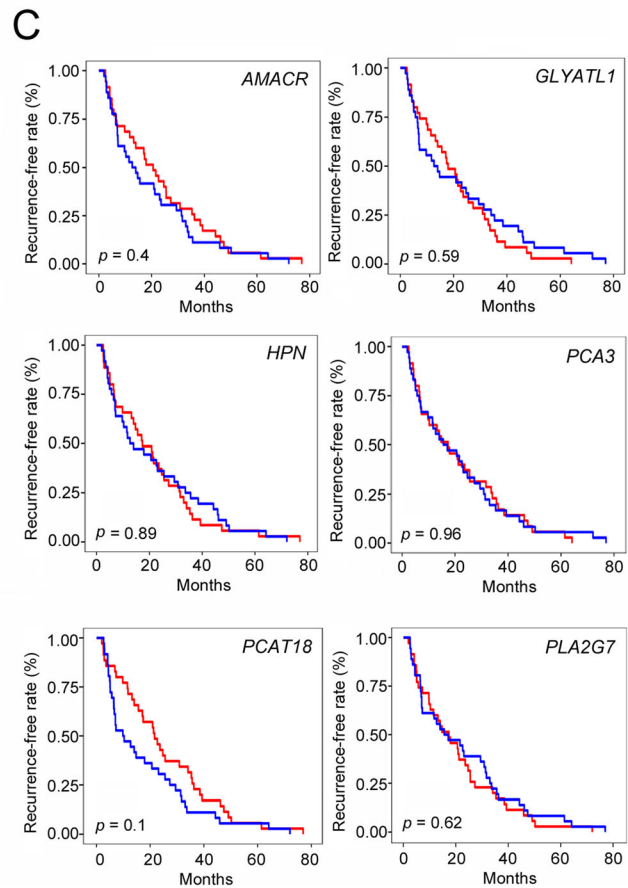 C
AMACR
Recurrence-free rate (%)
1.00
0.75
0.50
0.25
0.00
p = 0.4
0 20 40 60 80
Months
GLYATL1
Recurrence-free rate (%)
1.00
0.75
0.50
0.25
0.00
p = 0.59
0 20 40 60 80
Months
HPN
Recurrence-free rate (%)
1.00
0.75
0.50
0.25
0.00
p = 0.89
0 20 40 60 80
Months
PCA3
Recurrence-free rate (%)
1.00
0.75
0.50
0.25
0.00
p = 0.96
0 20 40 60 80
Months
PCAT18
Recurrence-free rate (%)
1.00
0.75
0.50
0.25
0.00
p = 0.1
0 20 40 60 80
Months
PLA2G7
Recurrence-free rate (%)
1.00
0.75
0.50
0.25
0.00
p = 0.62
0 20 40 60 80
Months